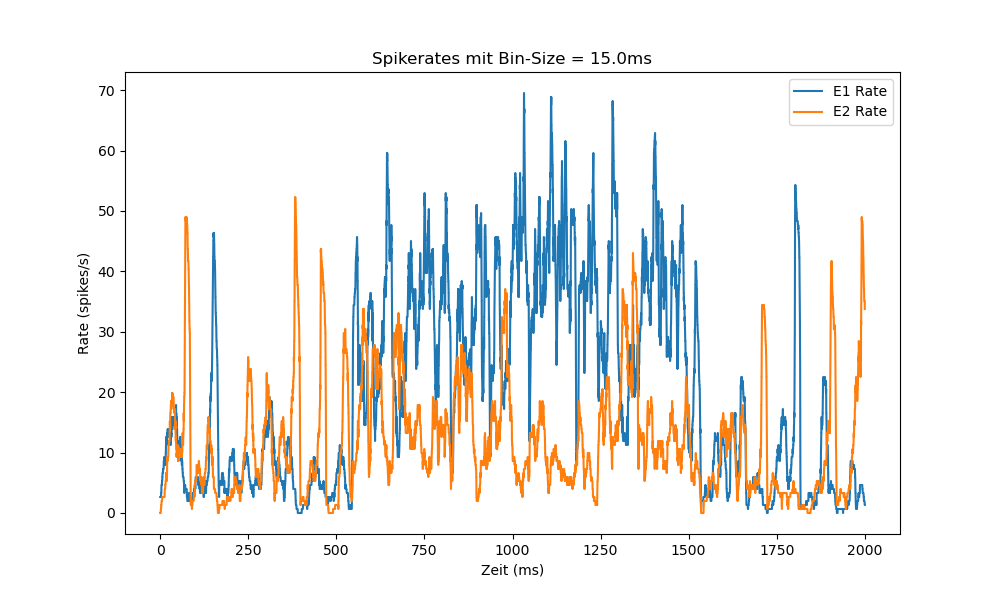 Spikerates mit Bin-Size = 15.0ms
E1 Rate
E2 Rate
Rate (spikes/s)
70
60
50
40
30
20
10
0
0 250 500 750 1000 1250 1500 1750 2000
Zeit (ms)